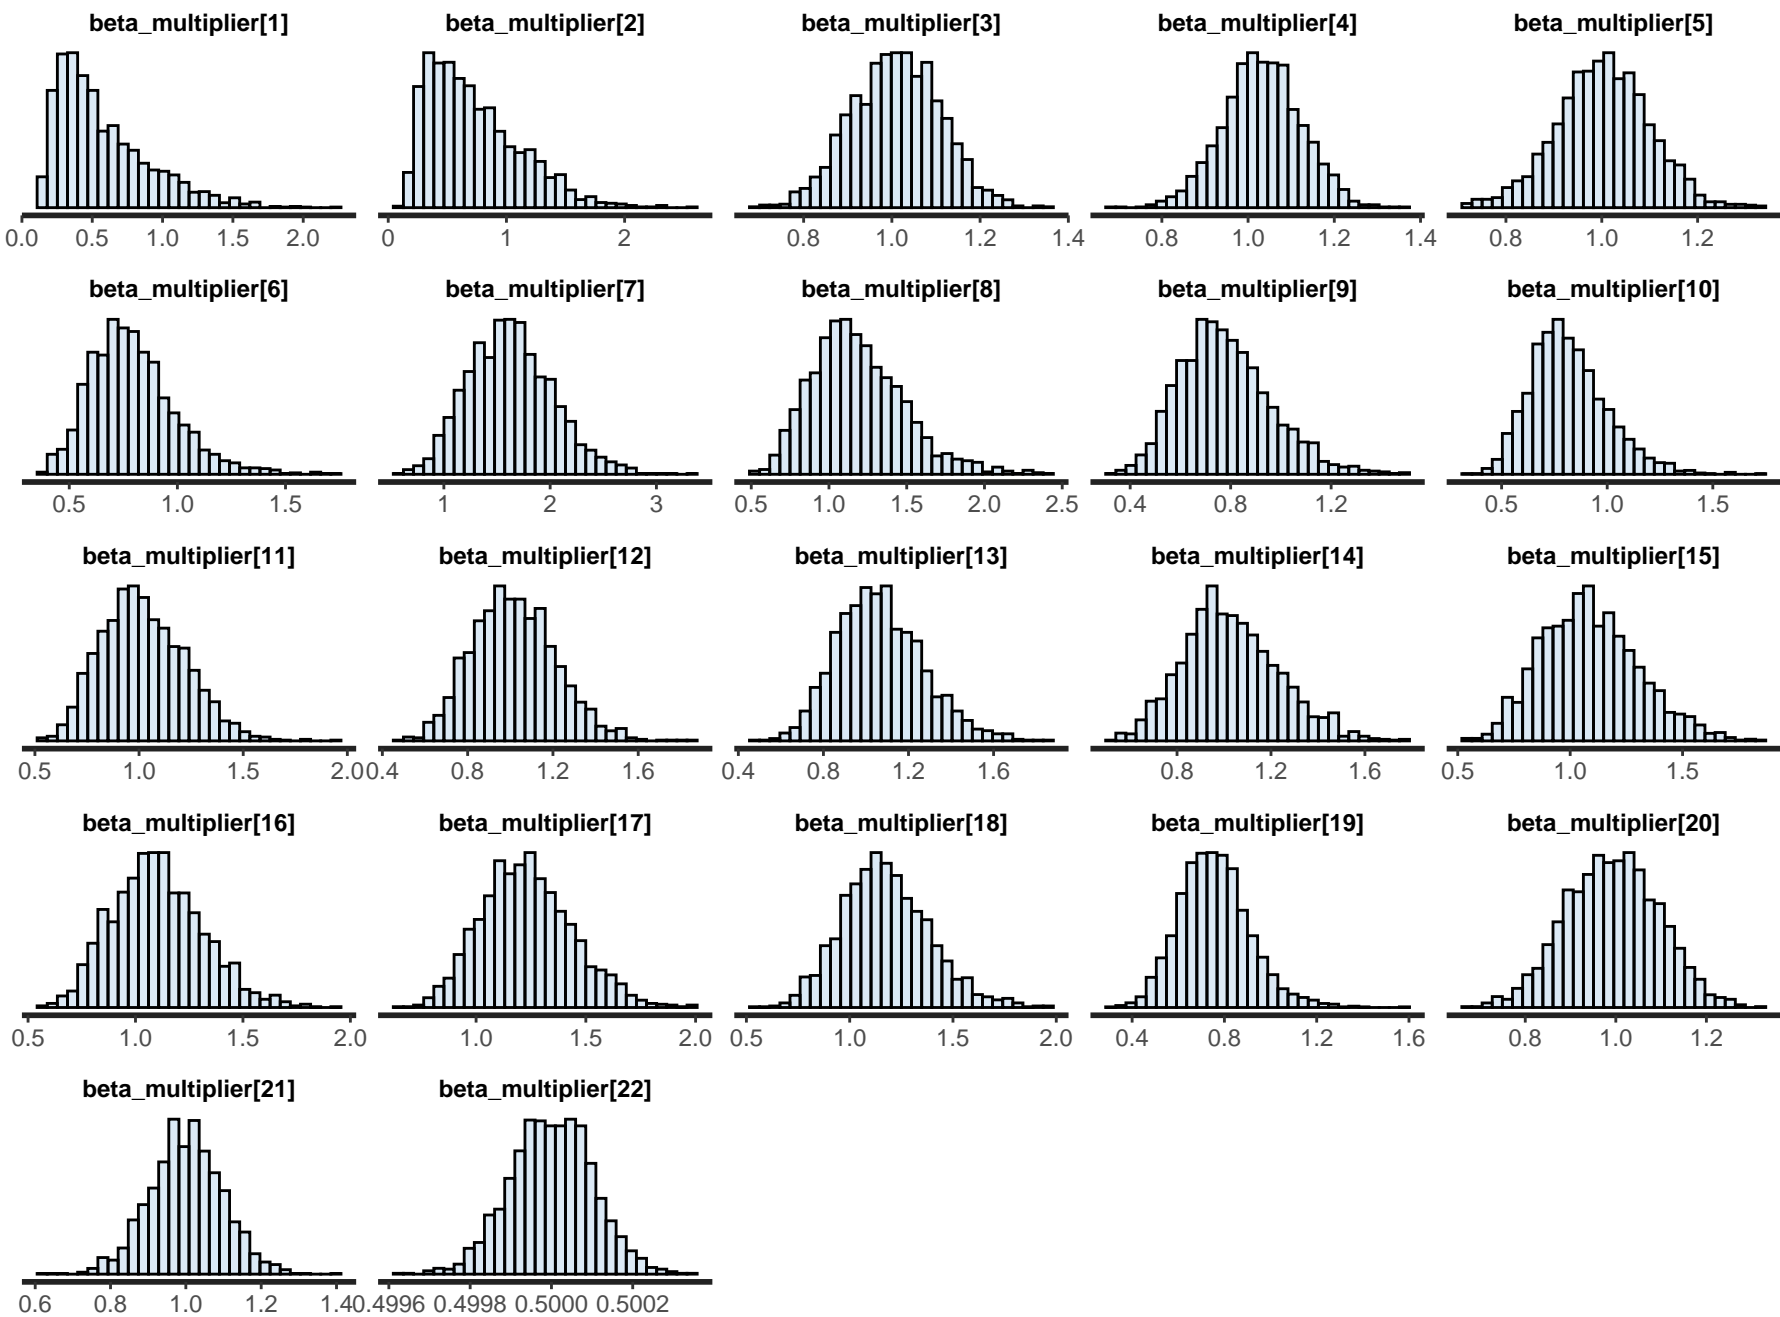 beta_multiplier[1] beta_multiplier[2] beta_multiplier[3] beta_multiplier[4] beta_multiplier[5]
0.0 0.5 1.0 1.5 2.0 0 1 2 0.8 1.0 1.2 1.4 0.8 1.0 1.2 1.4 0.8 1.0 1.2
beta_multiplier[6] beta_multiplier[7] beta_multiplier[8] beta_multiplier[9] beta_multiplier[10]
0.5 1.0 1.5 1 2 3 0.5 1.0 1.5 2.0 2.5 0.4 0.8 1.2 0.5 1.0 1.5
beta_multiplier[11] beta_multiplier[12] beta_multiplier[13] beta_multiplier[14] beta_multiplier[15]
0.5 1.0 1.5 2.0 0.4 0.8 1.2 1.6 0.4 0.8 1.2 1.6 0.8 1.2 1.6 0.5 1.0 1.5
beta_multiplier[16] beta_multiplier[17] beta_multiplier[18] beta_multiplier[19] beta_multiplier[20]
0.5 1.0 1.5 2.0 1.0 1.5 2.0 0.5 1.0 1.5 2.0 0.4 0.8 1.2 1.6 0.8 1.0 1.2
beta_multiplier[21] beta_multiplier[22]
0.6 0.8 1.0 1.2 1.4 0.4996 0.4998 0.5000 0.5002